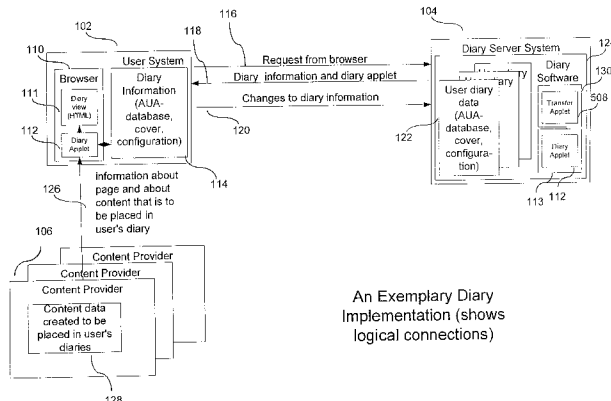 102
116
104
118
110
User System
Request from browser
Diary Server System
Browser
Diary
Information
(AUA-
database,
cover,
configuration)
Diary information and diary applet
Diary
Software
130
111
Diary
view
(HTML)
Changes to diary information
User diary
data
(AUA-
database,
cover,
configura-
tion)
Transfer
Applet
508
112
Diary
Applet
120
122
Diary
Applet
126
information about
page and about
content that is to
be placed in
user's diary
114
113
112
106
Content Provider
Content Provider
Content Provider
Content data
created to be
placed in user's
diaries
128
An Exemplary Diary
Implementation (shows
logical connections)